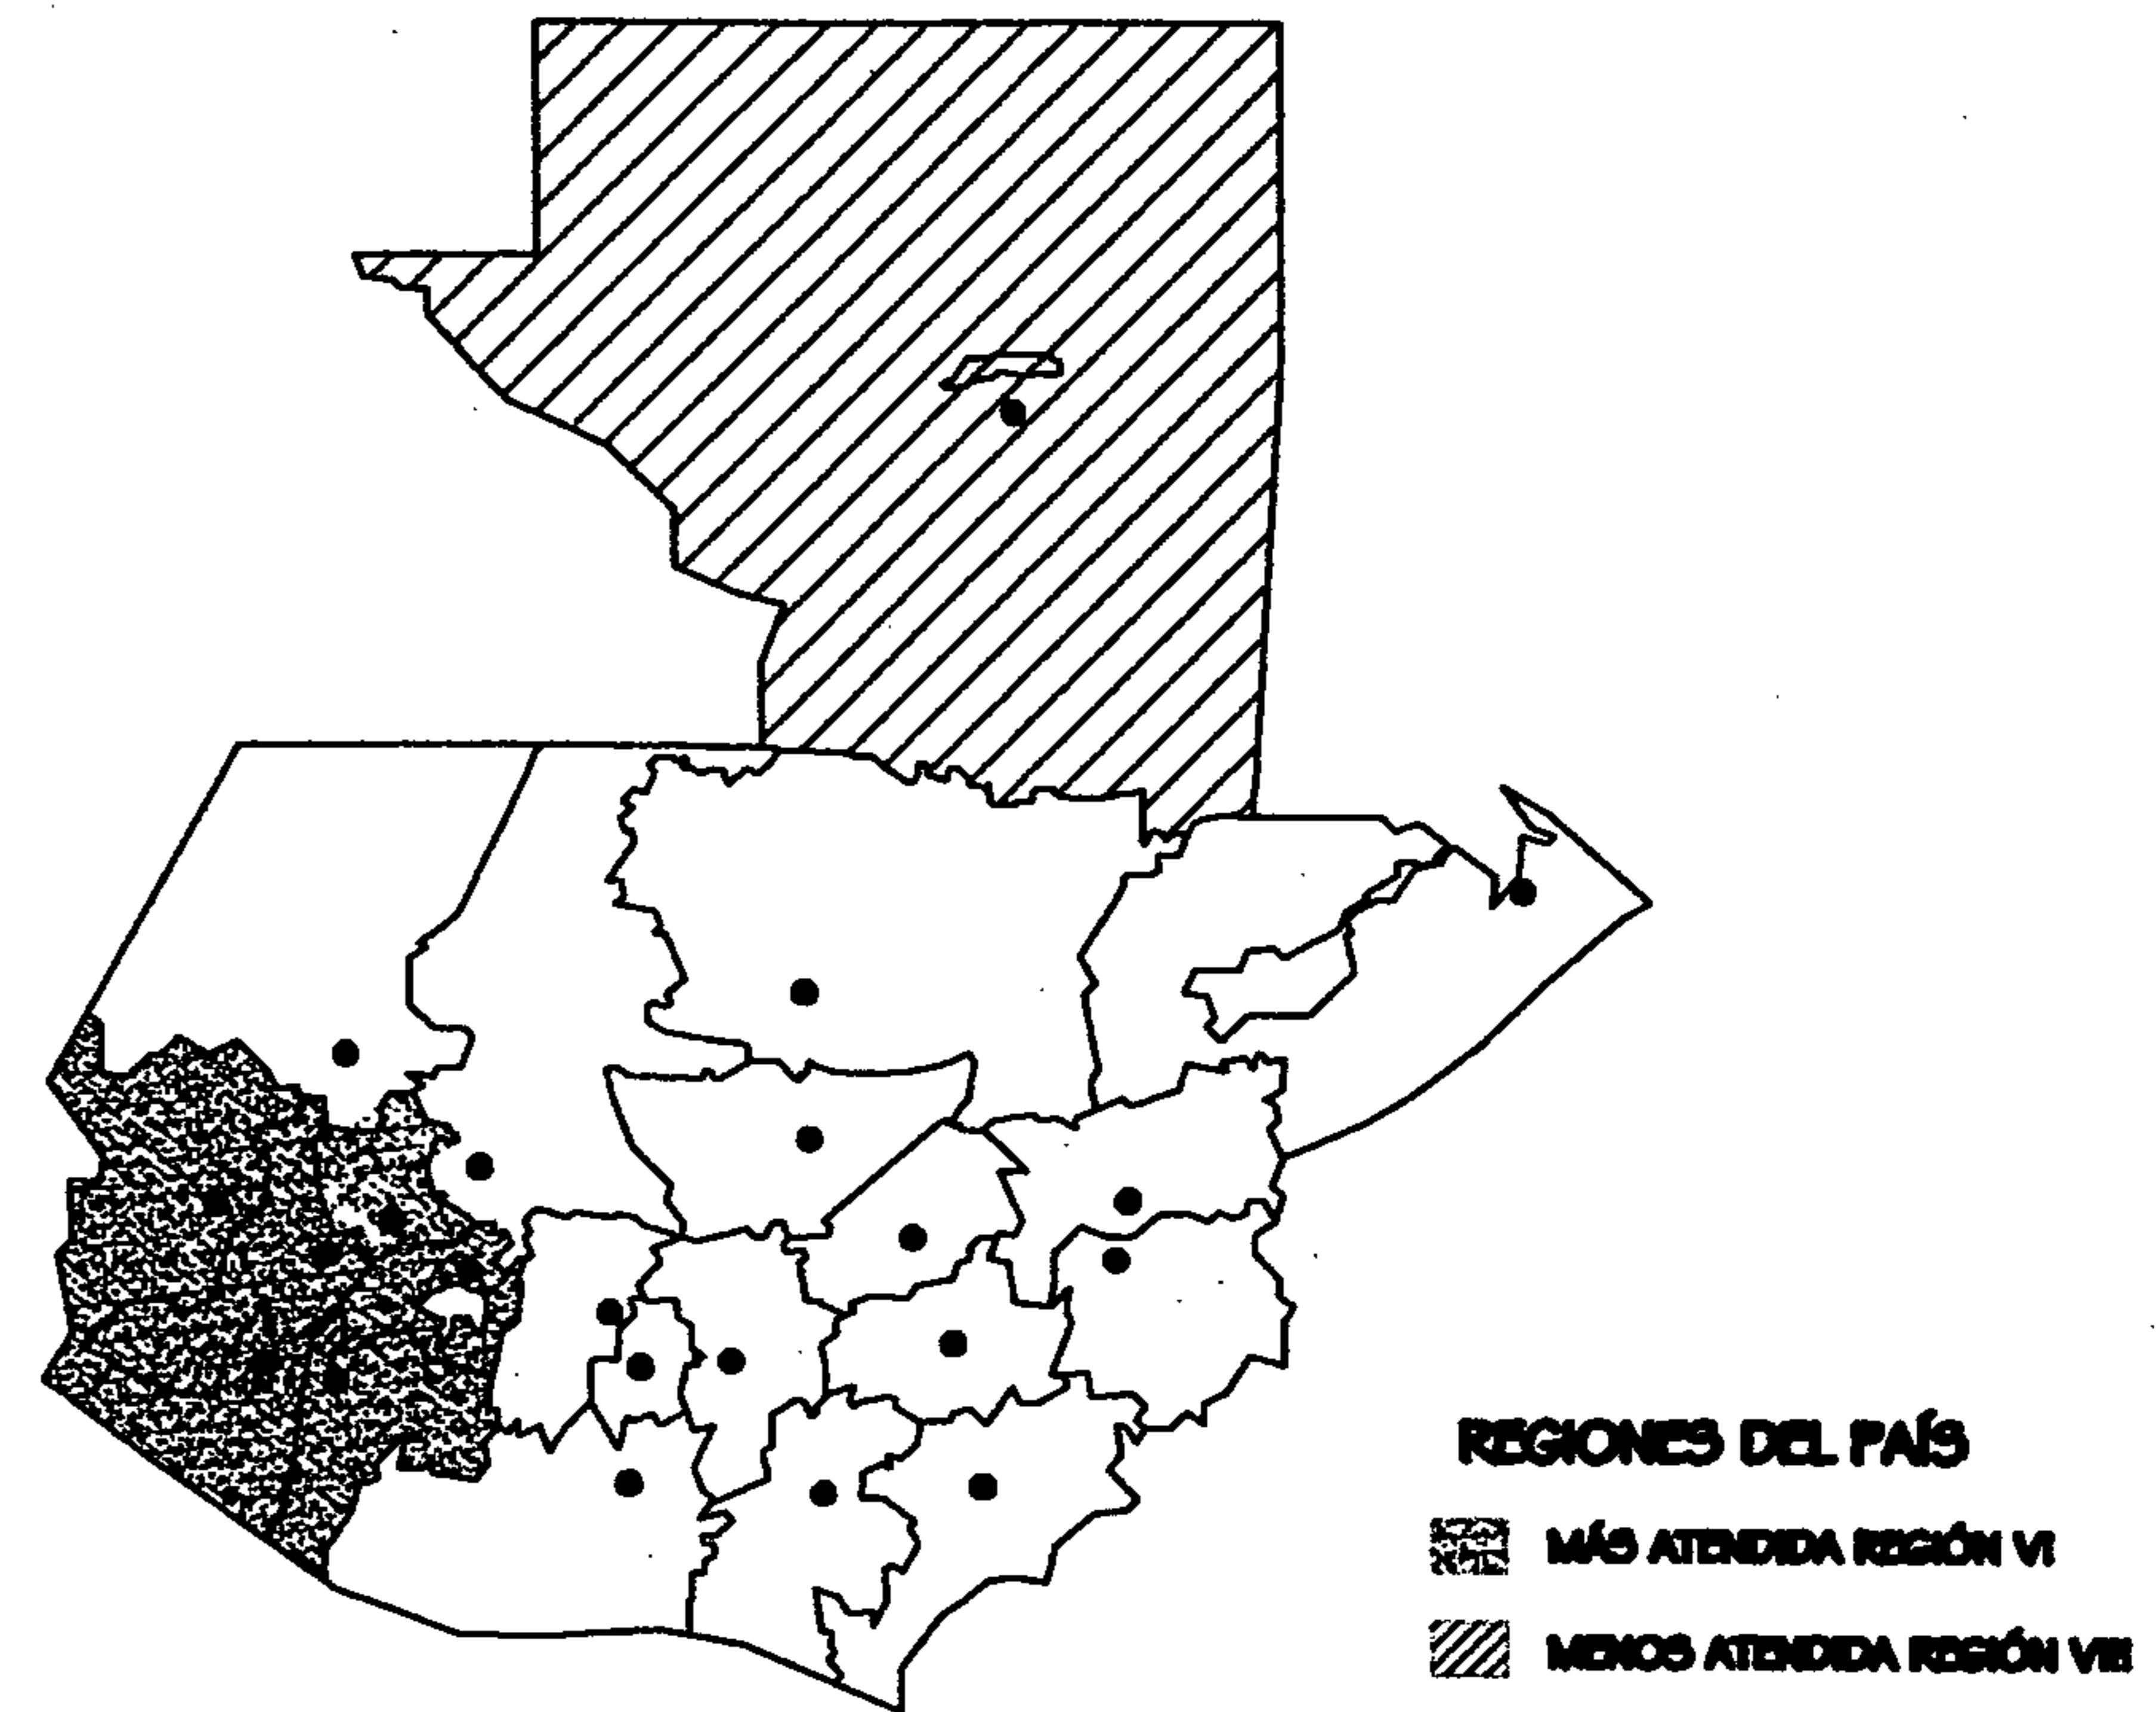 REGIONES DEL PAÍS
MÁS ATENDIDA REGIÓN VI
MENOS ATENDIDA REGIÓN VIII